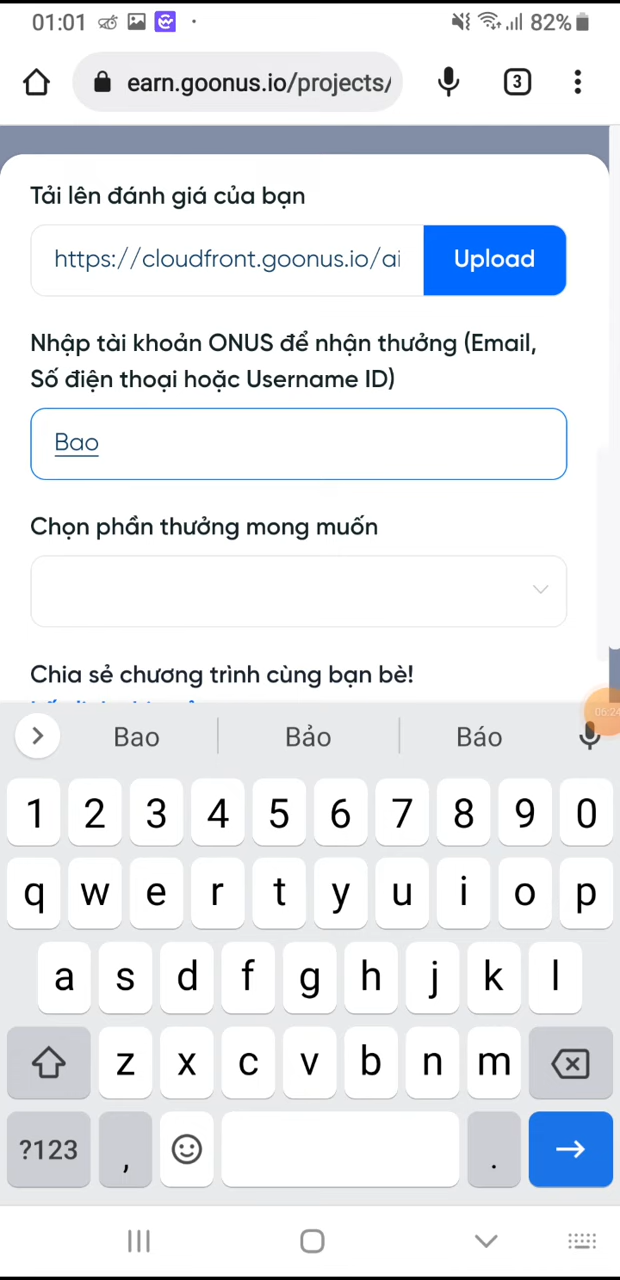 01:01
82%
earn.goonus.io/projects/
3
Tải lên đánh giá của bạn
https://cloudfront.goonus.io/ai
Upload
Nhập tài khoản ONUS để nhận thưởng (Email,
Số điện thoại hoặc Username ID)
Bao
Chọn phần thưởng mong muốn
Chia sẻ chương trình cùng bạn bè!
06:24
Bao Bảo Báo
1 2 3 4 5 6 7 8 9 0
q w e r t y u i o p
a s d f g h j k l
z x c v b n m
?123 , .